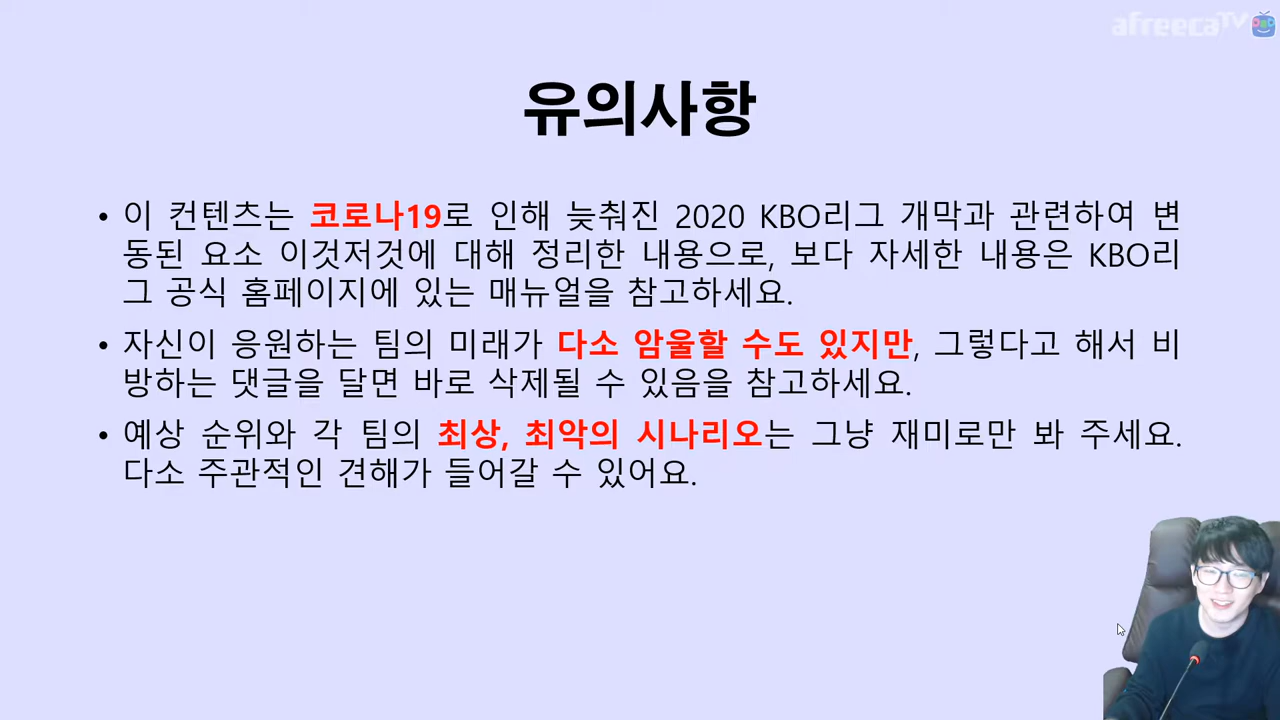 afreecaTV
유의사항
• 이 컨텐츠는 코로나19로 인해 늦춰진 2020 KBO리그 개막과 관련하여 변
동된 요소 이것저것에 대해 정리한 내용으로, 보다 자세한 내용은 KBO리
그 공식 홈페이지에 있는 매뉴얼을 참고하세요.
• 자신이 응원하는 팀의 미래가 다소 암울할 수도 있지만, 그렇다고 해서 비
방하는 댓글을 달면 바로 삭제될 수 있음을 참고하세요.
• 예상 순위와 각 팀의 최상, 최악의 시나리오는 그냥 재미로만 봐 주세요.
다소 주관적인 견해가 들어갈 수 있어요.